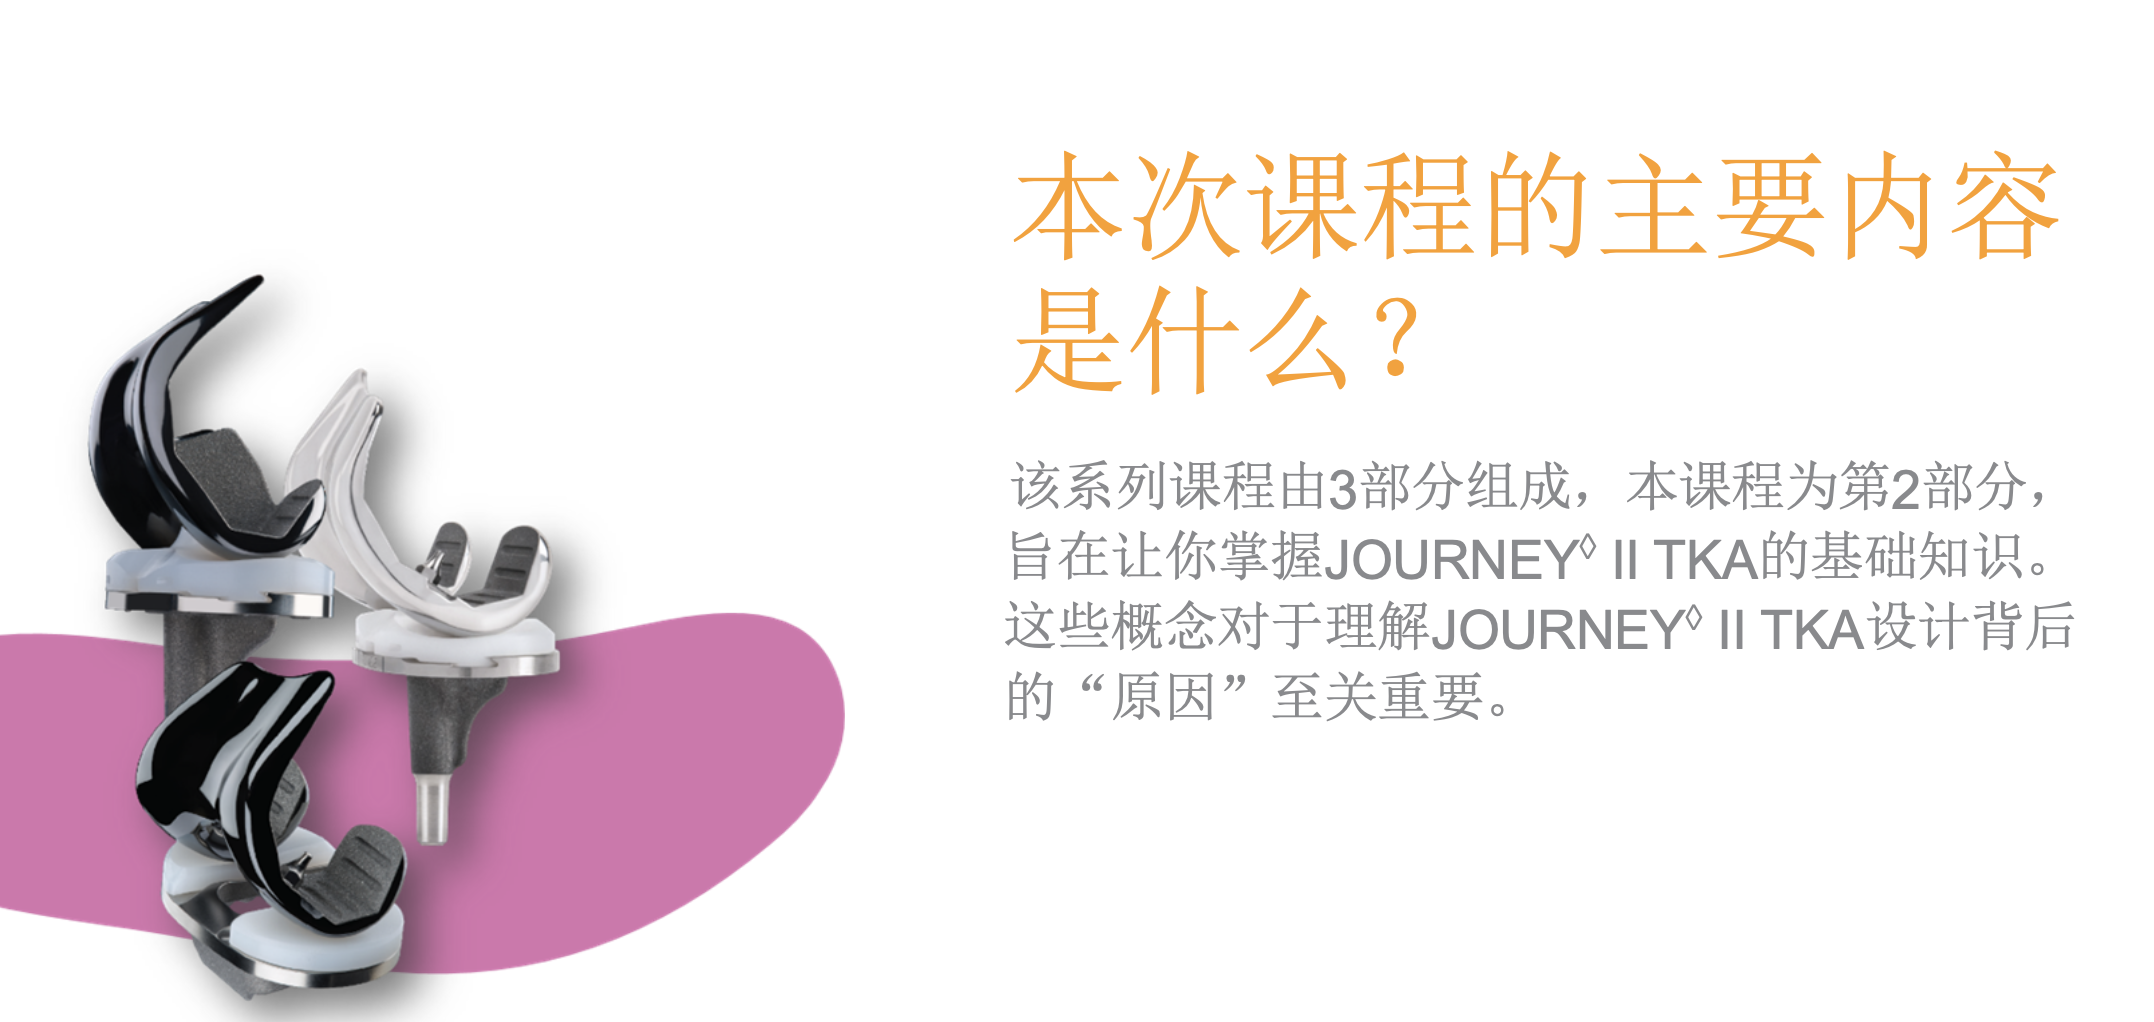 本次课程的主要内容
是什么？
该系列课程由3部分组成，本课程为第2部分，
旨在让你掌握JOURNEY◊ II TKA的基础知识。
这些概念对于理解JOURNEY◊ II TKA设计背后
的“原因”至关重要。